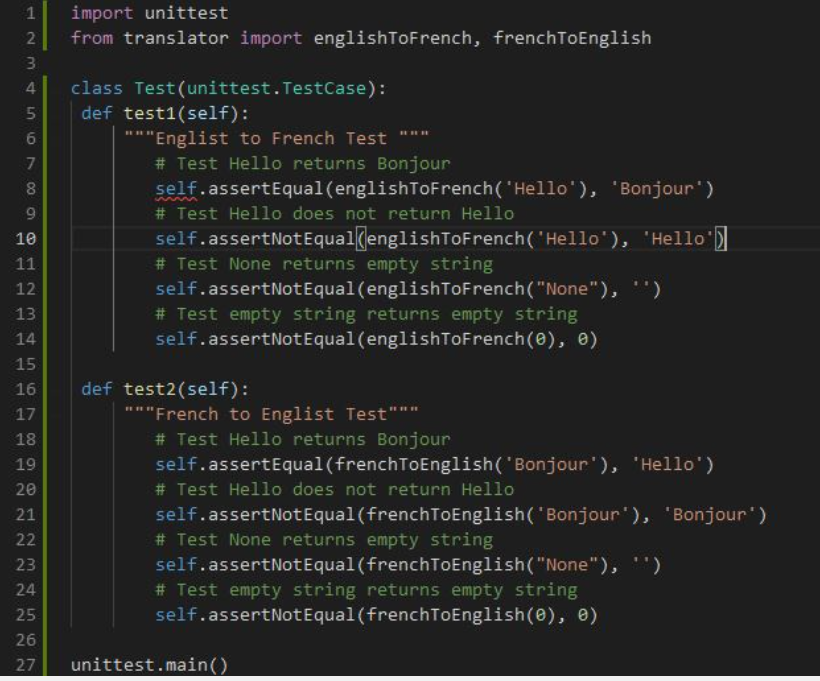 1 import unittest
2 from translator import englishToFrench, frenchToEnglish
3
4 class Test(unittest.TestCase):
5 def test1(self):
6 """Englist to French Test """
7 # Test Hello returns Bonjour
8 self.assertEqual(englishToFrench('Hello'), 'Bonjour')
9 # Test Hello does not return Hello
10 self.assertNotEqual(englishToFrench('Hello'), 'Hello')
11 # Test None returns empty string
12 self.assertNotEqual(englishToFrench("None"), '')
13 # Test empty string returns empty string
14 self.assertNotEqual(englishToFrench(0), 0)
15
16 def test2(self):
17 """French to Englist Test"""
18 # Test Hello returns Bonjour
19 self.assertEqual(frenchToEnglish('Bonjour'), 'Hello')
20 # Test Hello does not return Hello
21 self.assertNotEqual(frenchToEnglish('Bonjour'), 'Bonjour')
22 # Test None returns empty string
23 self.assertNotEqual(frenchToEnglish("None"), '')
24 # Test empty string returns empty string
25 self.assertNotEqual(frenchToEnglish(0), 0)
26
27 unittest.main()